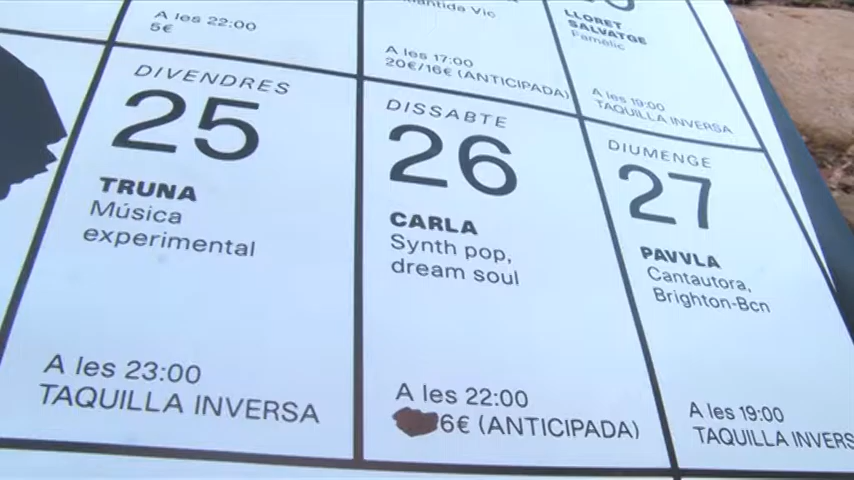 A les 22:00
5€
Vic
A les 17:00
20€/16€ (ANTICIPADA)
LLORET
SALVATGE
Famèlic
A les 19:00
TAQUILLA INVERSA
DIVENDRES
25
TRUNA
Música
experimental
A les 23:00
TAQUILLA INVERSA
DISSABTE
26
CARLA
Synth pop,
dream soul
A les 22:00
6€ (ANTICIPADA)
DIUMENGE
27
PAVVLA
Cantautora,
Brighton-Bcn
A les 19:00
TAQUILLA INVERS